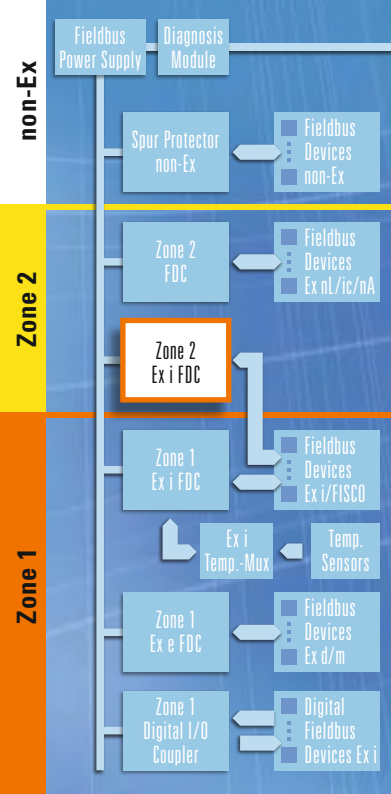 non-Ex
Fieldbus
Power Supply
Diagnosis
Module
Spur Protector
non-Ex
Fieldbus
Devices
non-Ex
Zone 2
Zone 2
FDC
Fieldbus
Devices
Ex nL/ic/nA
Zone 2
Ex i FDC
Zone 1
Zone 1
Ex i FDC
Fieldbus
Devices
Ex i/FISCO
Ex i
Temp.-Mux
Temp.
Sensors
Zone 1
Ex e FDC
Fieldbus
Devices
Ex d/m
Zone 1
Digital I/O
Coupler
Digital
Fieldbus
Devices Ex i